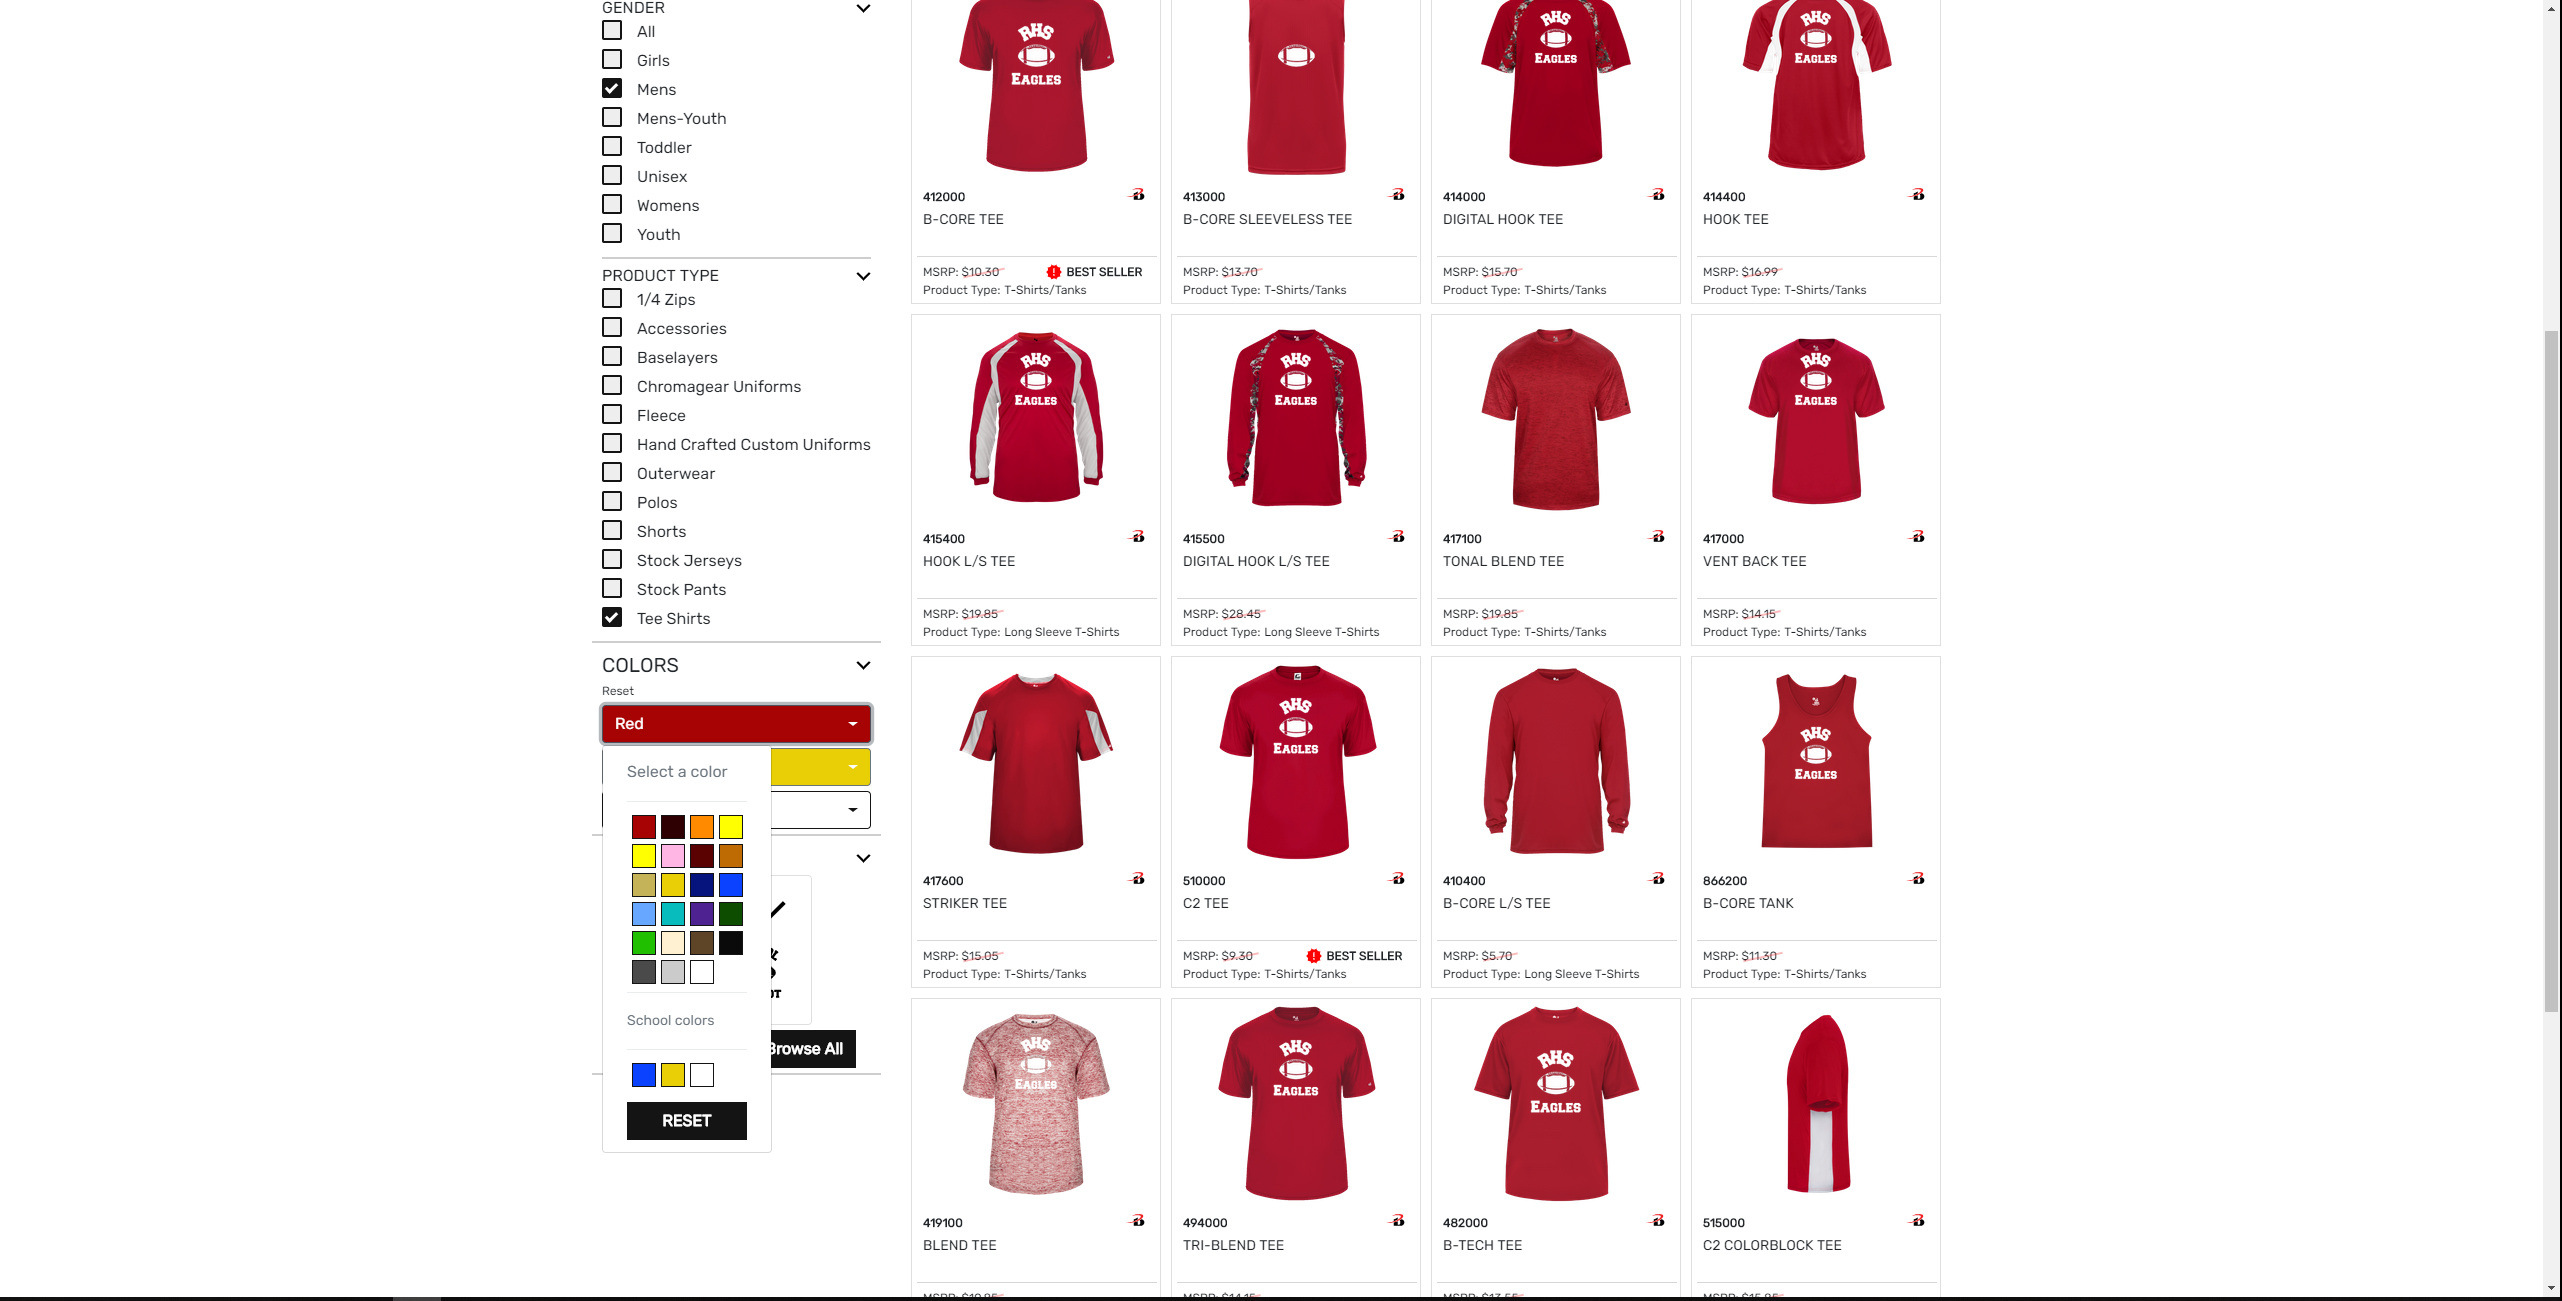 GENDER
All
Girls
Mens
Mens-Youth
Toddler
Unisex
Womens
Youth
PRODUCT TYPE
1/4 Zips
Accessories
Baselayers
Chromagear Uniforms
Fleece
Hand Crafted Custom Uniforms
Outerwear
Polos
Shorts
Stock Jerseys
Stock Pants
Tee Shirts
COLORS
Reset
Red
Select a color
School colors
Browse All
RESET
RHS
EAGLES
412000
B-CORE TEE
MSRP: $10.30
BEST SELLER
Product Type: T-Shirts/Tanks
413000
B-CORE SLEEVELESS TEE
MSRP: $13.70
Product Type: T-Shirts/Tanks
RHS
EAGLES
414000
DIGITAL HOOK TEE
MSRP: $15.70
Product Type: T-Shirts/Tanks
RHS
EAGLES
414400
HOOK TEE
MSRP: $16.99
Product Type: T-Shirts/Tanks
RHS
EAGLES
415400
HOOK L/S TEE
MSRP: $19.85
Product Type: Long Sleeve T-Shirts
RHS
EAGLES
415500
DIGITAL HOOK L/S TEE
MSRP: $28.45
Product Type: Long Sleeve T-Shirts
417100
TONAL BLEND TEE
MSRP: $19.85
Product Type: T-Shirts/Tanks
RHS
EAGLES
417000
VENT BACK TEE
MSRP: $14.15
Product Type: T-Shirts/Tanks
417600
STRIKER TEE
MSRP: $15.05
Product Type: T-Shirts/Tanks
RHS
EAGLES
510000
C2 TEE
MSRP: $9.30
BEST SELLER
Product Type: T-Shirts/Tanks
410400
B-CORE L/S TEE
MSRP: $5.70
Product Type: Long Sleeve T-Shirts
RHS
EAGLES
866200
B-CORE TANK
MSRP: $11.30
Product Type: T-Shirts/Tanks
RHS
EAGLES
419100
BLEND TEE
RHS
EAGLES
494000
TRI-BLEND TEE
RHS
EAGLES
482000
B-TECH TEE
515000
C2 COLORBLOCK TEE